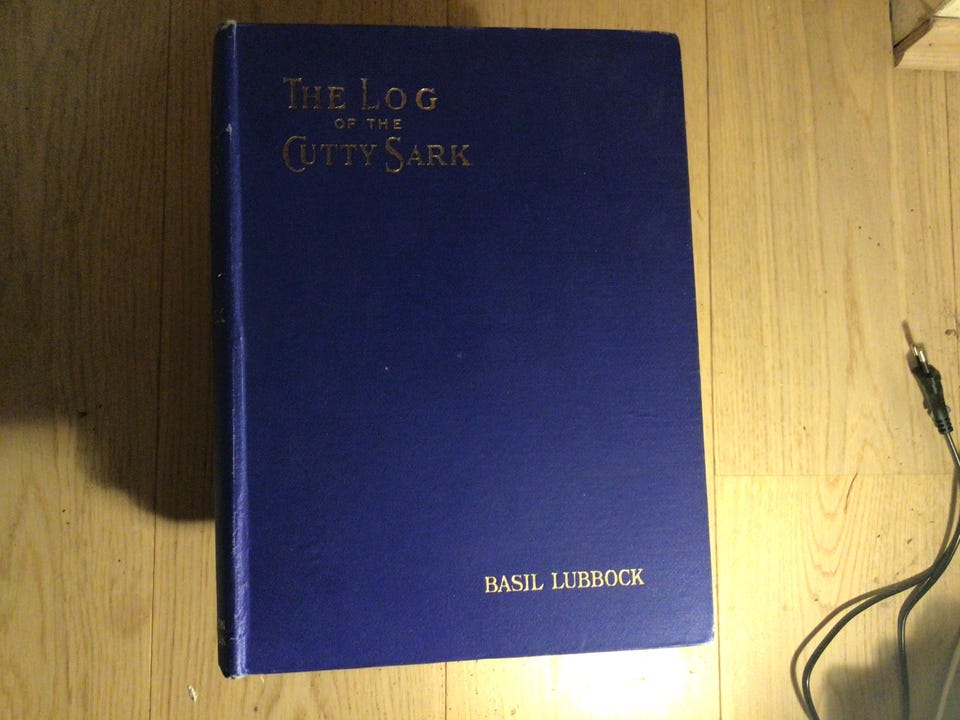 THE LOG
OF THE
CUTTY SARK
BASIL LUBBOCK